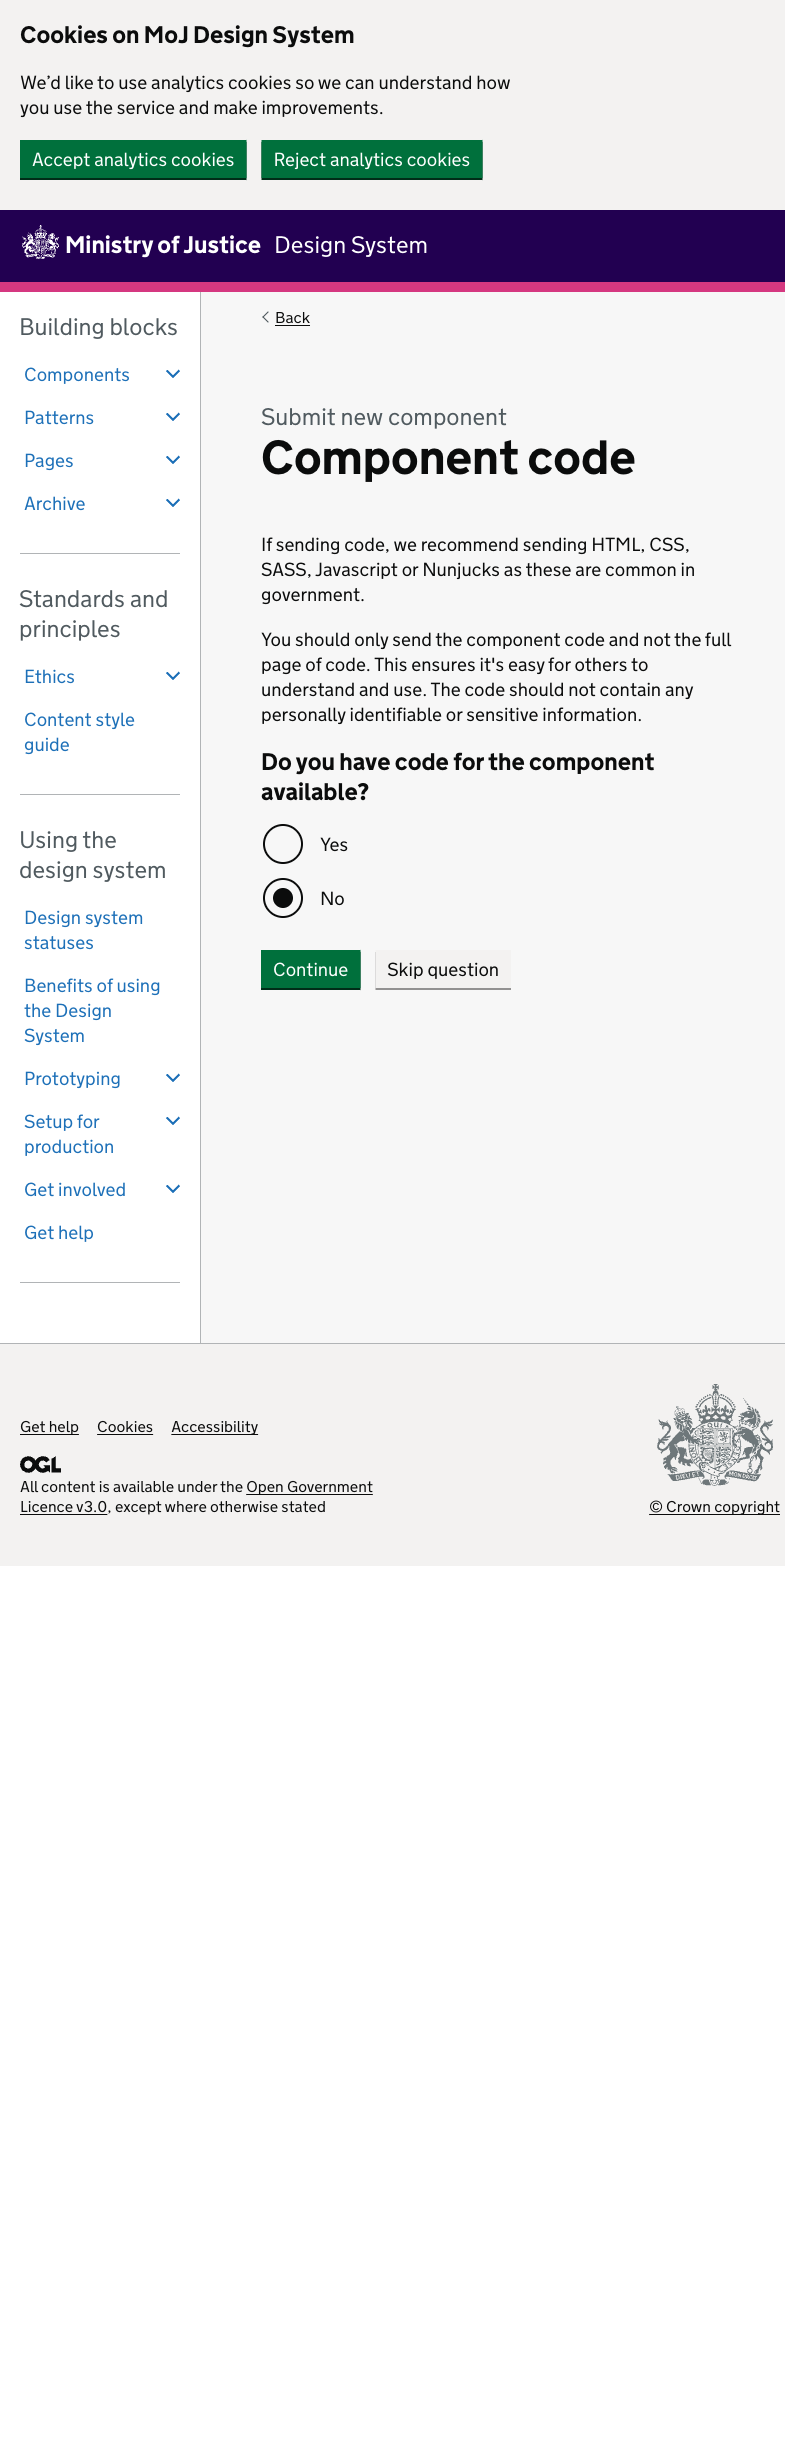 Cookies on MoJ Design System
We’d like to use analytics cookies so we can understand how
you use the service and make improvements.
Accept analytics cookies
Reject analytics cookies
Ministry of Justice Design System
Building blocks
Components
Patterns
Pages
Archive
Standards and
principles
Ethics
Content style
guide
Using the
design system
Design system
statuses
Benefits of using
the Design
System
Prototyping
Setup for
production
Get involved
Get help
Back
Submit new component
Component code
If sending code, we recommend sending HTML, CSS,
SASS, Javascript or Nunjucks as these are common in
government.
You should only send the component code and not the full
page of code. This ensures it's easy for others to
understand and use. The code should not contain any
personally identifiable or sensitive information.
Do you have code for the component
available?
Yes
No
Continue
Skip question
Get help
Cookies
Accessibility
OGL
All content is available under the Open Government
Licence v3.0, except where otherwise stated
© Crown copyright